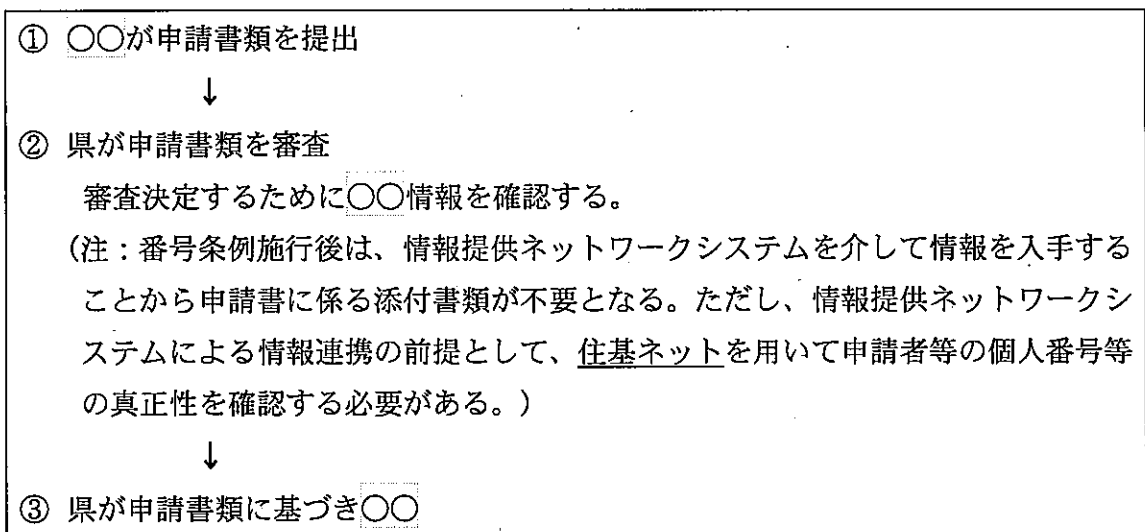 ① ○○が申請書類を提出
↓
② 県が申請書類を審査
審査決定するために○○情報を確認する。
(注：番号条例施行後は、情報提供ネットワークシステムを介して情報を入手する
ことから申請書に係る添付書類が不要となる。ただし、情報提供ネットワークシ
ステムによる情報連携の前提として、住基ネットを用いて申請者等の個人番号等
の真正性を確認する必要がある。)
↓
③ 県が申請書類に基づき○○